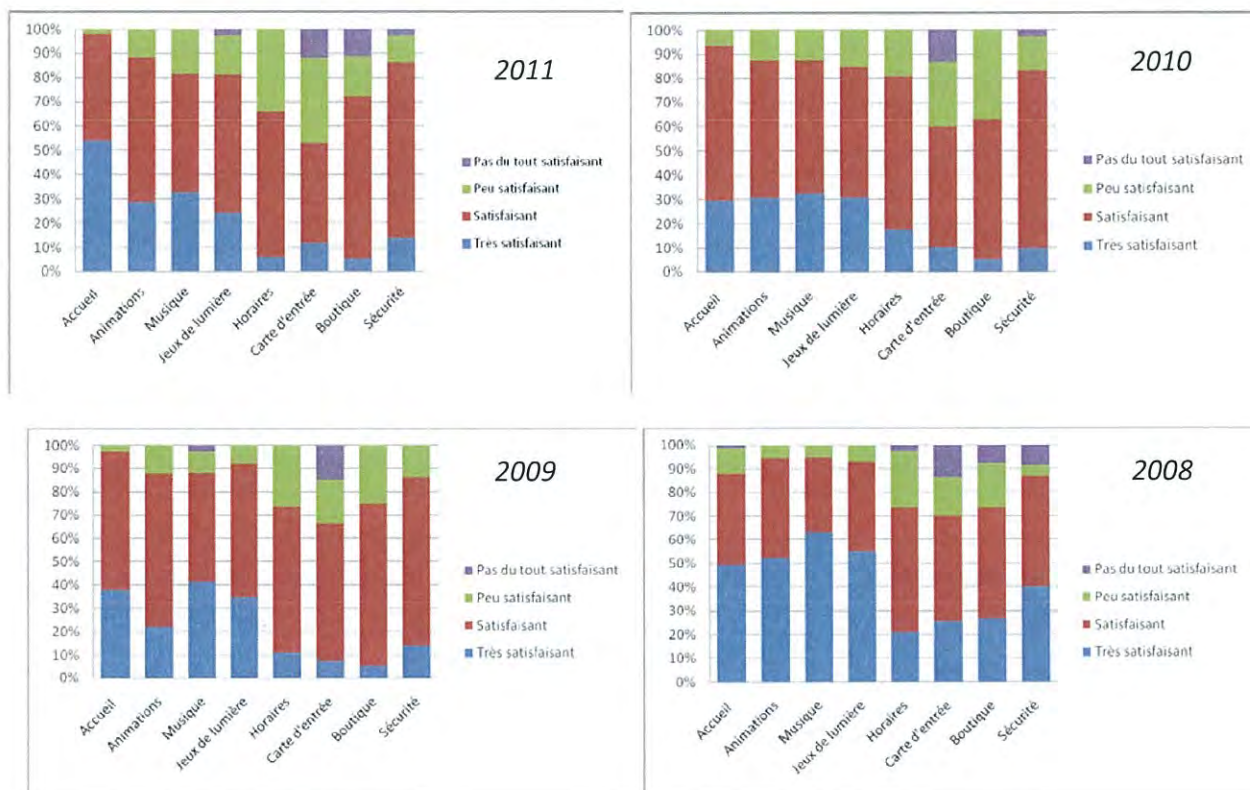 2011
100%
90%
80%
70%
60%
50%
40%
30%
20%
10%
0%
Pas du tout satisfaisant
Peu satisfaisant
Satisfaisant
Très satisfaisant
Accueil
Animations
Musique
Jeux de lumière
Horaires
Carte d'entrée
Boutique
Sécurité
2010
100%
90%
80%
70%
60%
50%
40%
30%
20%
10%
0%
Pas du tout satisfaisant
Peu satisfaisant
Satisfaisant
Très satisfaisant
Accueil
Animations
Musique
Jeux de lumière
Horaires
Carte d'entrée
Boutique
Sécurité
2009
100%
90%
80%
70%
60%
50%
40%
30%
20%
10%
0%
Pas du tout satisfaisant
Peu satisfaisant
Satisfaisant
Très satisfaisant
Accueil
Animations
Musique
Jeux de lumière
Horaires
Carte d'entrée
Boutique
Sécurité
2008
100%
90%
80%
70%
60%
50%
40%
30%
20%
10%
0%
Pas du tout satisfaisant
Peu satisfaisant
Satisfaisant
Très satisfaisant
Accueil
Animations
Musique
Jeux de lumière
Horaires
Carte d'entrée
Boutique
Sécurité